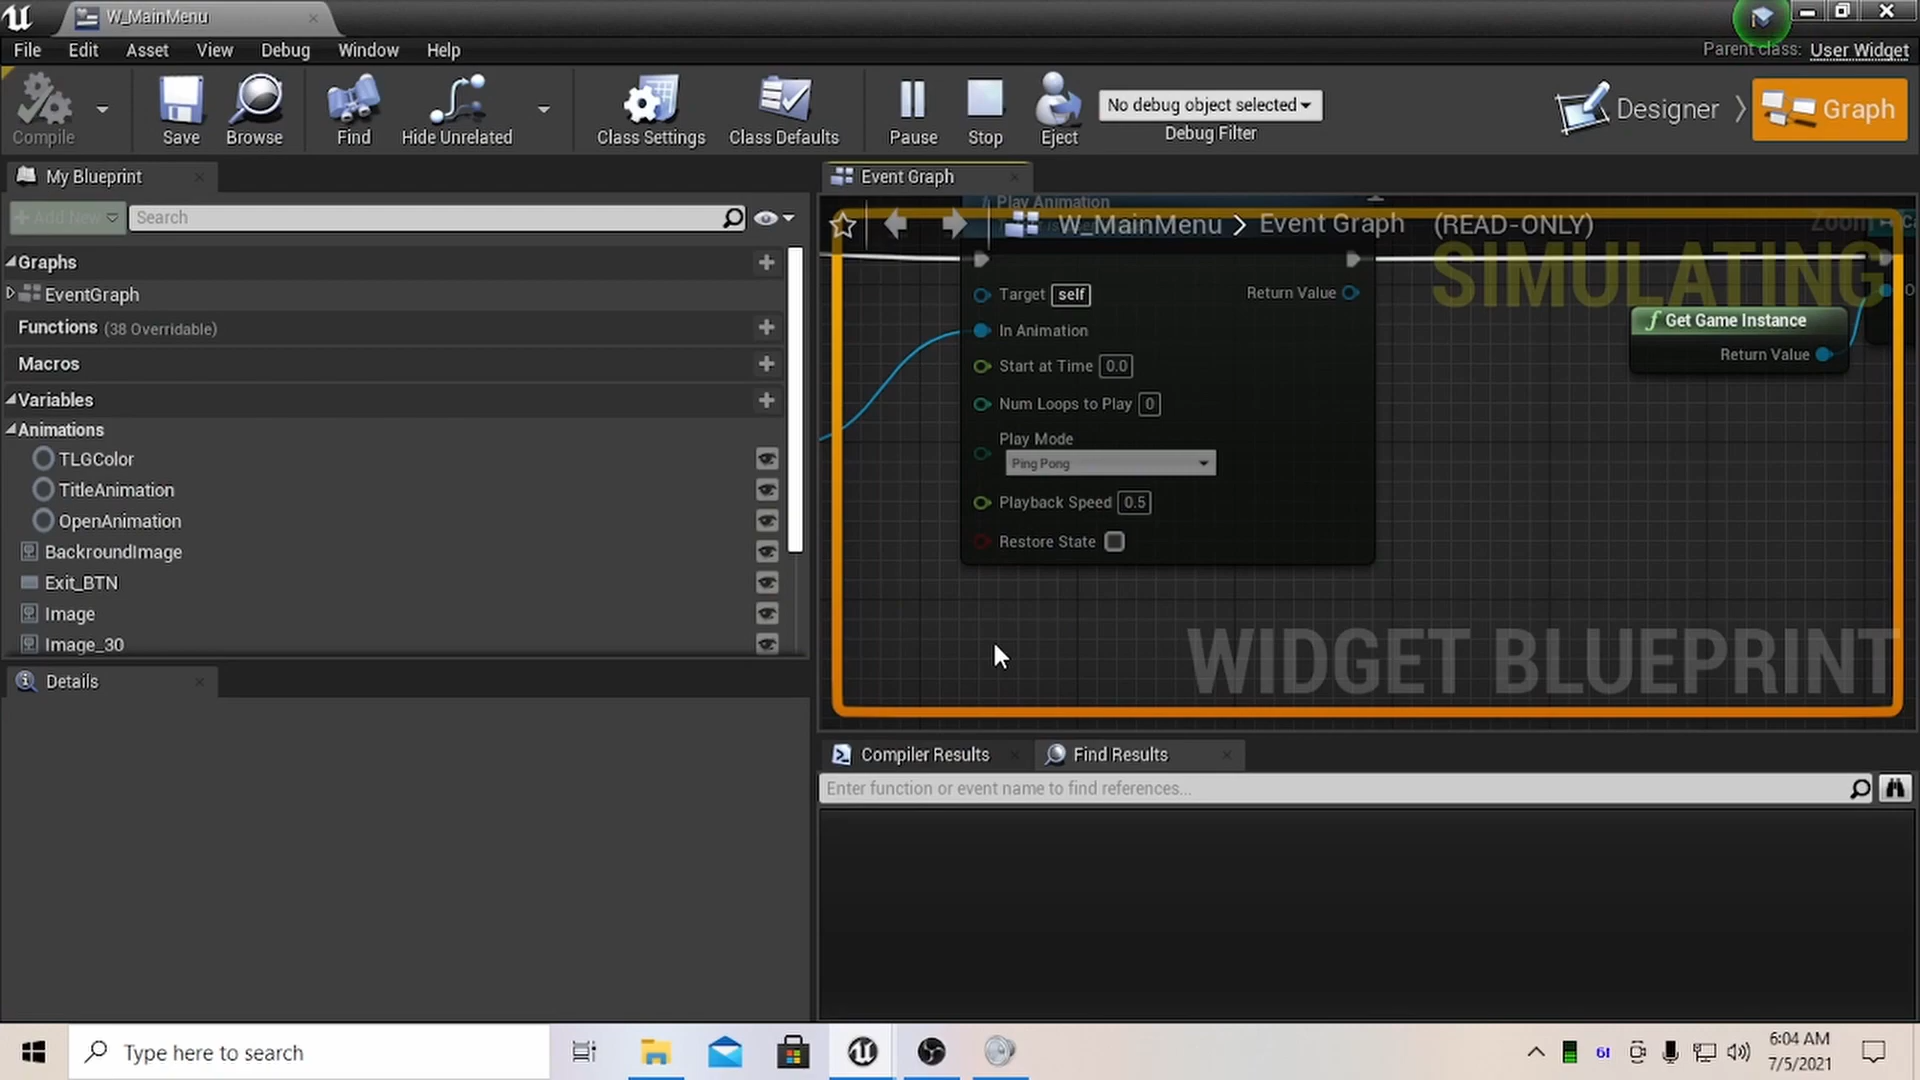 W_MainMenu
File Edit Asset View Debug Window Help
Parent class: User Widget
Compile Save Browse Find Hide Unrelated Class Settings Class Defaults Pause Stop Eject
No debug object selected
Debug Filter
Designer Graph
My Blueprint
Event Graph
Add New
Search
Play Animation
W_MainMenu > Event Graph (READ-ONLY)
Zoom
SIMULATING
Graphs
EventGraph
Functions (38 Overridable)
Macros
Variables
Animations
TLGColor
TitleAnimation
OpenAnimation
BackroundImage
Exit_BTN
Image
Image_30
Target self
Return Value
In Animation
Start at Time 0.0
Num Loops to Play 0
Play Mode
Ping Pong
Playback Speed 0.5
Restore State
f Get Game Instance
Return Value
WIDGET BLUEPRINT
Details
Compiler Results
Find Results
Enter function or event name to find references...
Type here to search
61
6:04 AM
7/5/2021